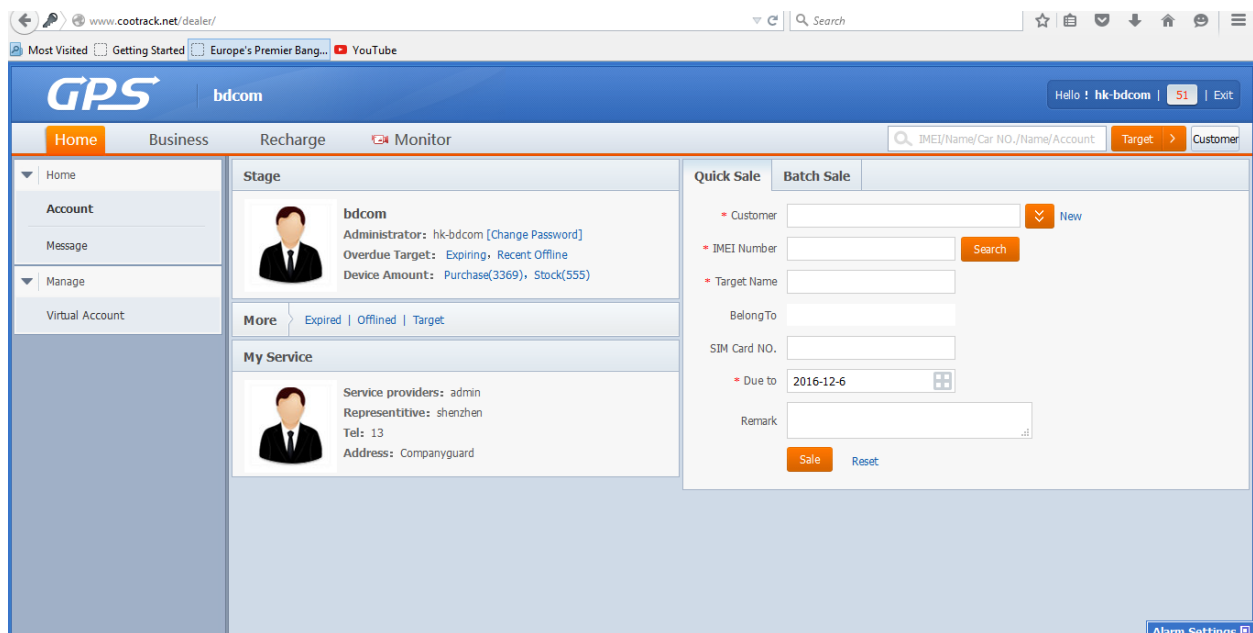 www.cootrack.net/dealer/
Search
Most Visited Getting Started Europe's Premier Bang... YouTube
GPS bdcom
Hello ! hk-bdcom | 51 | Exit
Home Business Recharge Monitor
IMEI/Name/Car NO./Name/Account Target > Customer
Home
Account
Message
Manage
Virtual Account
Stage
bdcom
Administrator: hk-bdcom [Change Password]
Overdue Target: Expiring, Recent Offline
Device Amount: Purchase(3369), Stock(555)
More Expired | Offlined | Target
My Service
Service providers: admin
Representitive: shenzhen
Tel: 13
Address: Companyguard
Quick Sale Batch Sale
* Customer New
* IMEI Number Search
* Target Name
BelongTo
SIM Card NO.
* Due to 2016-12-6
Remark
Sale Reset
Alarm Settings